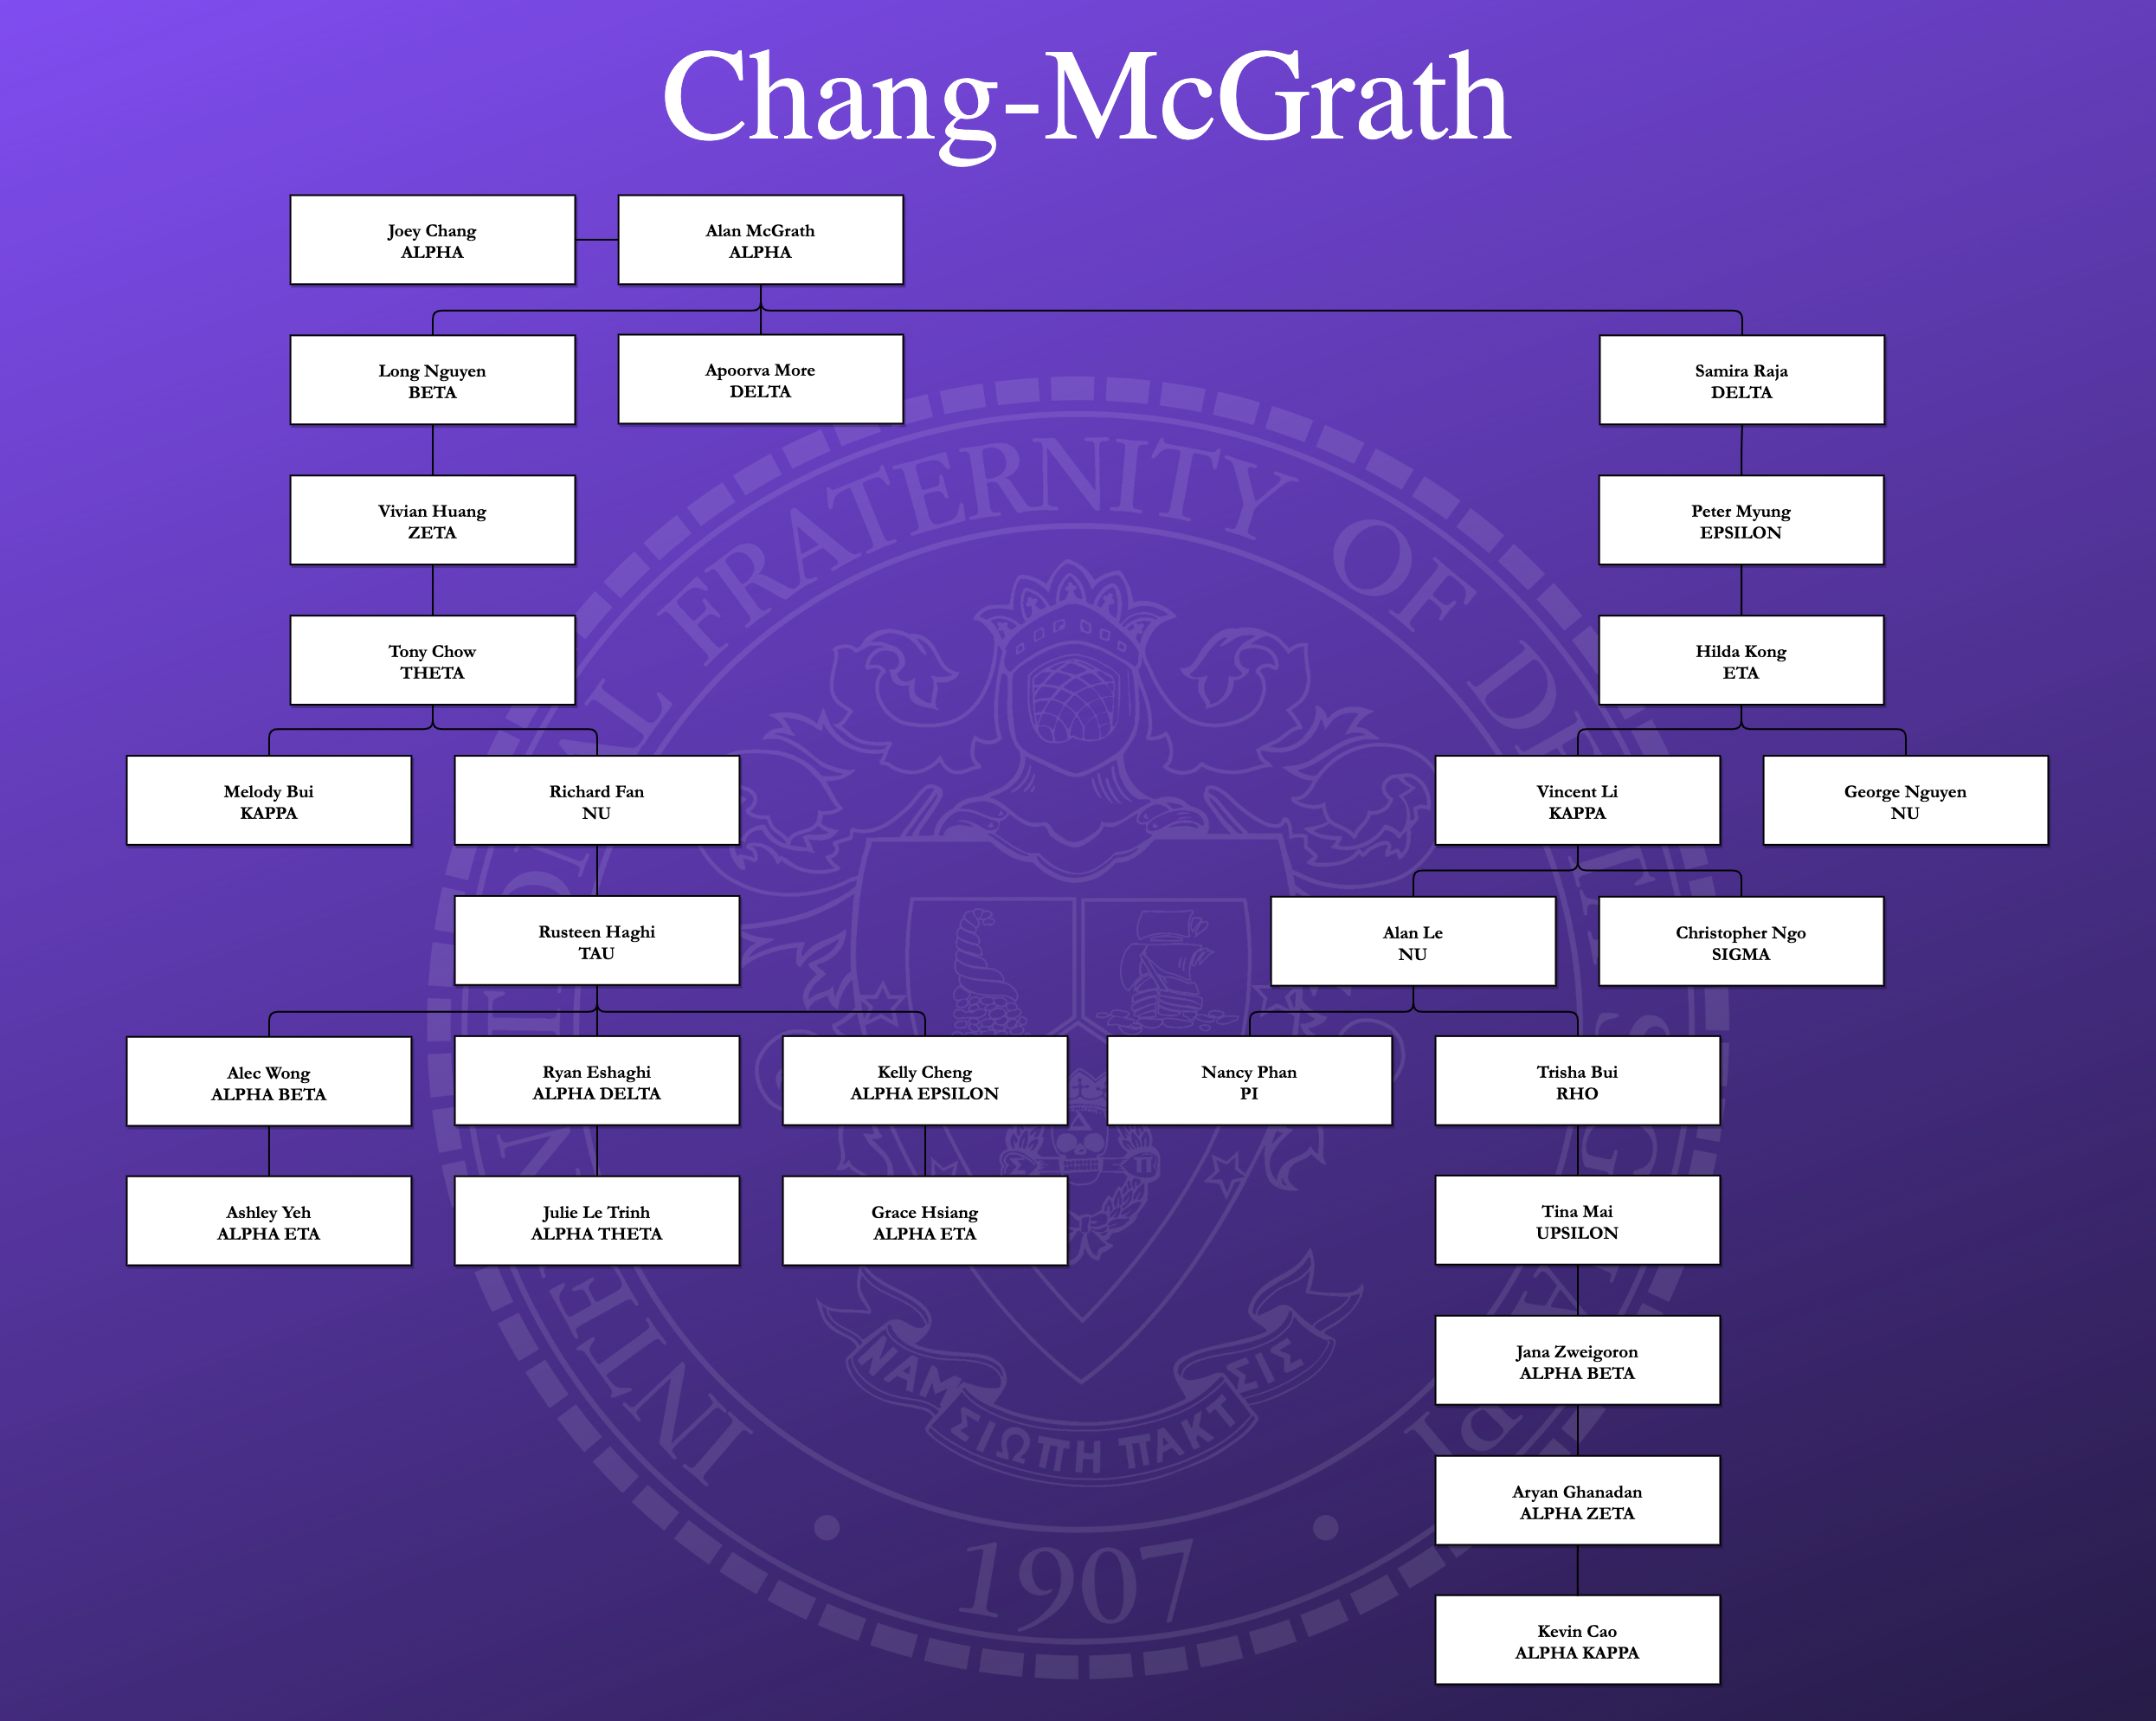 Chang-McGrath
Joey Chang
ALPHA
Alan McGrath
ALPHA
Long Nguyen
BETA
Apoorva More
DELTA
Samira Raja
DELTA
Vivian Huang
ZETA
Peter Myung
EPSILON
Tony Chow
THETA
Hilda Kong
ETA
Melody Bui
KAPPA
Richard Fan
NU
Vincent Li
KAPPA
George Nguyen
NU
Rusteen Haghi
TAU
Alan Le
NU
Christopher Ngo
SIGMA
Alec Wong
ALPHA BETA
Ryan Eshaghi
ALPHA DELTA
Kelly Cheng
ALPHA EPSILON
Nancy Phan
PI
Trisha Bui
RHO
Ashley Yeh
ALPHA ETA
Julie Le Trinh
ALPHA THETA
Grace Hsiang
ALPHA ETA
Tina Mai
UPSILON
Jana Zweigoron
ALPHA BETA
Aryan Ghanadan
ALPHA ZETA
Kevin Cao
ALPHA KAPPA
FRATERNITY OF
ΣΙΩΠΗ ΠΑΚΤ
ΣΙΣ
1907